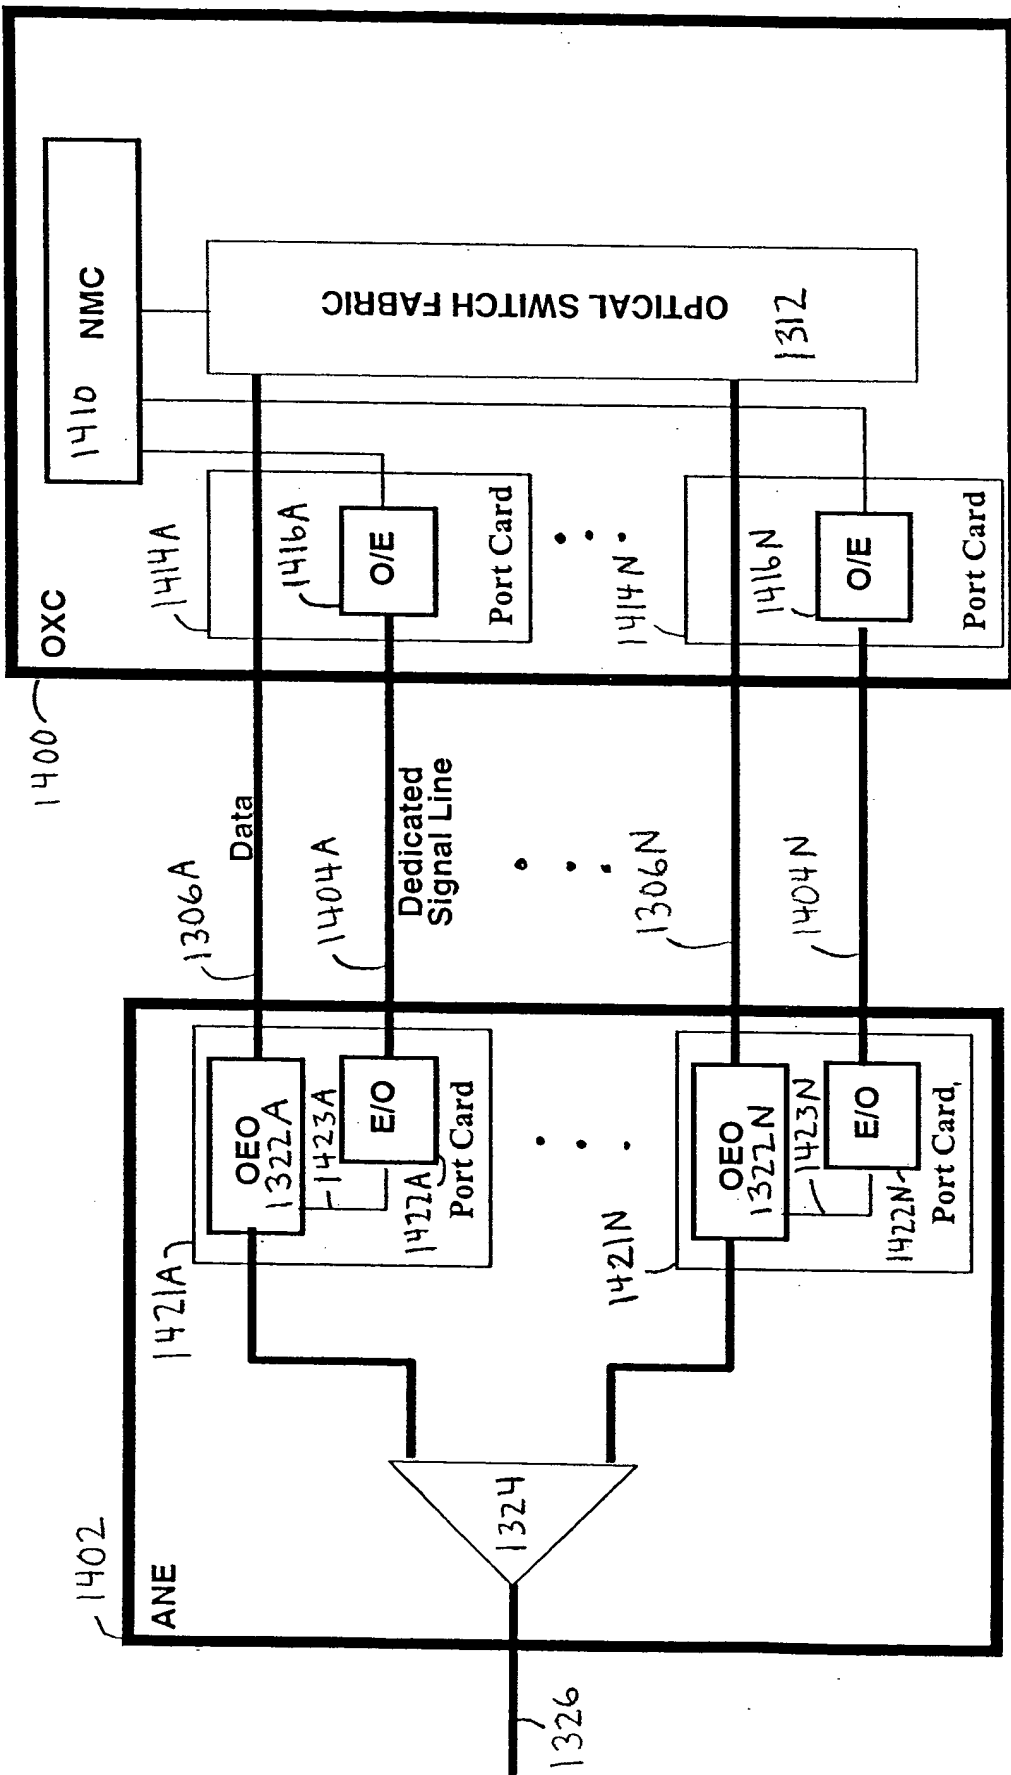 1402
ANE
1326
1324
1421A
OEO
1322A
1423A
E/O
1422A
Port Card
1421N
OEO
1322N
1423N
E/O
1422N
Port Card
1306A
Data
1404A
Dedicated
Signal Line
1306N
1404N
1400
OXC
1410 NMC
1414A
1416A
O/E
Port Card
1414N
1416N
O/E
Port Card
OPTICAL SWITCH FABRIC
1312